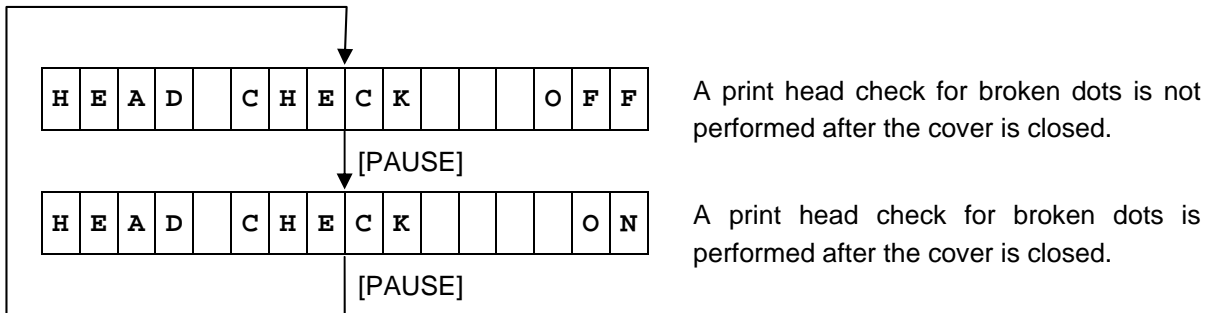 HEAD CHECK   OFF
A print head check for broken dots is not
performed after the cover is closed.
[PAUSE]
HEAD CHECK    ON
A print head check for broken dots is
performed after the cover is closed.
[PAUSE]